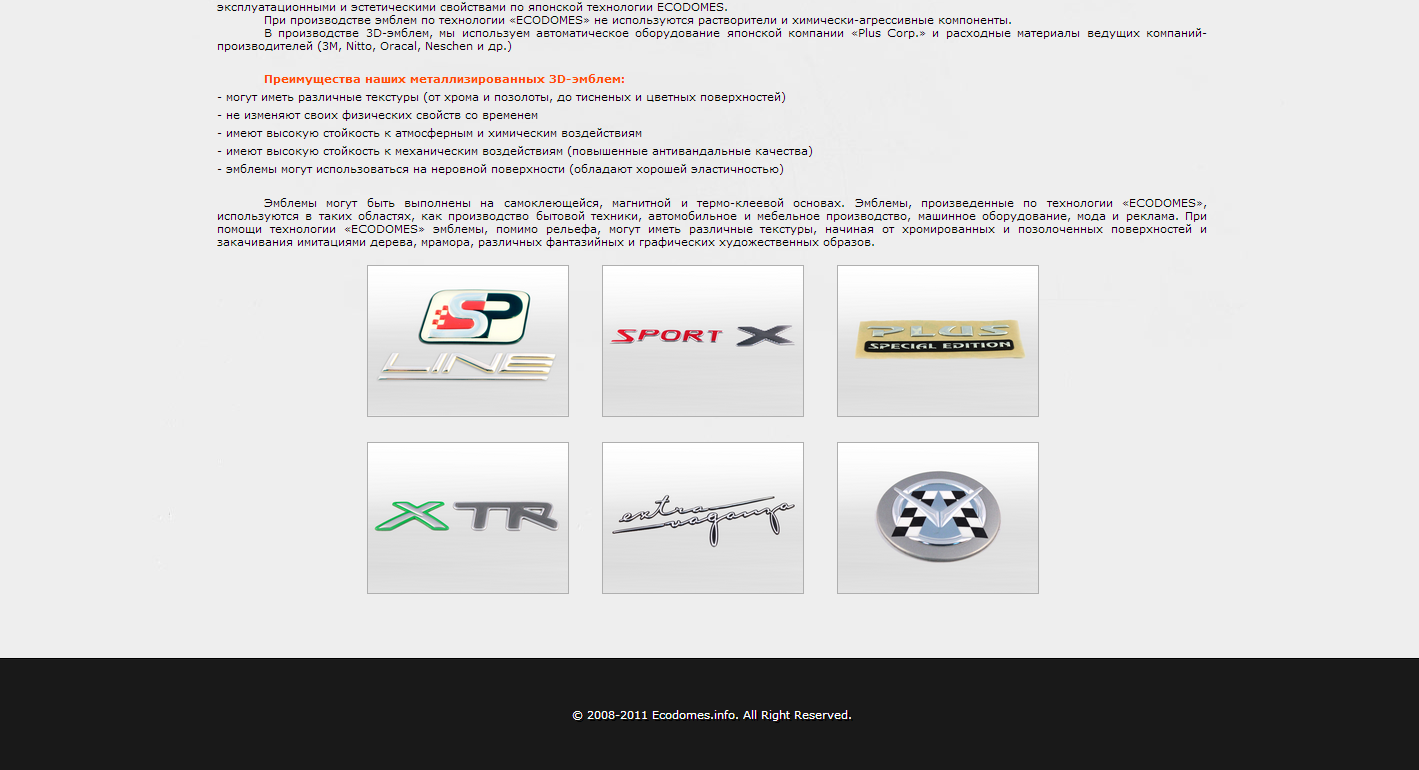 эксплуатационными и эстетическими свойствами по японской технологии ECODOMES.
При производстве эмблем по технологии «ECODOMES» не используются растворители и химически-агрессивные компоненты.
В производстве 3D-эмблем, мы используем автоматическое оборудование японской компании «Plus Corp.» и расходные материалы ведущих компаний-
производителей (3M, Nitto, Oracal, Neschen и др.)
Преимущества наших металлизированных 3D-эмблем:
- могут иметь различные текстуры (от хрома и позолоты, до тисненых и цветных поверхностей)
- не изменяют своих физических свойств со временем
- имеют высокую стойкость к атмосферным и химическим воздействиям
- имеют высокую стойкость к механическим воздействиям (повышенные антивандальные качества)
- эмблемы могут использоваться на неровной поверхности (обладают хорошей эластичностью)
Эмблемы могут быть выполнены на самоклеющейся, магнитной и термо-клеевой основах. Эмблемы, произведенные по технологии «ECODOMES»,
используются в таких областях, как производство бытовой техники, автомобильное и мебельное производство, машинное оборудование, мода и реклама. При
помощи технологии «ECODOMES» эмблемы, помимо рельефа, могут иметь различные текстуры, начиная от хромированных и позолоченных поверхностей и
закачивания имитациями дерева, мрамора, различных фантазийных и графических художественных образов.
SP
LINE
SPORT X
PLUS
SPECIAL EDITION
X TR
extra
vaganza
© 2008-2011 Ecodomes.info. All Right Reserved.